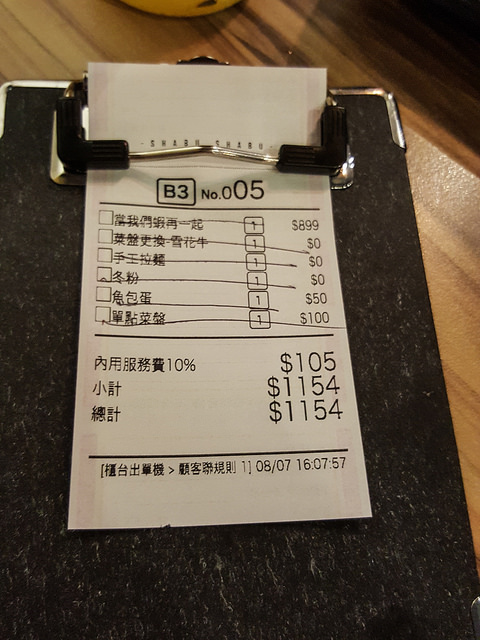 SHABU SHABU
B3 No.005
當我們蝦再一起 1 $899
菜盤更換-雪花牛 1 $0
手工拉麵 1 $0
冬粉 1 $0
魚包蛋 1 $50
單點菜盤 1 $100
內用服務費10% $105
小計 $1154
總計 $1154
[櫃台出單機 > 顧客聯規則 1] 08/07 16:07:57